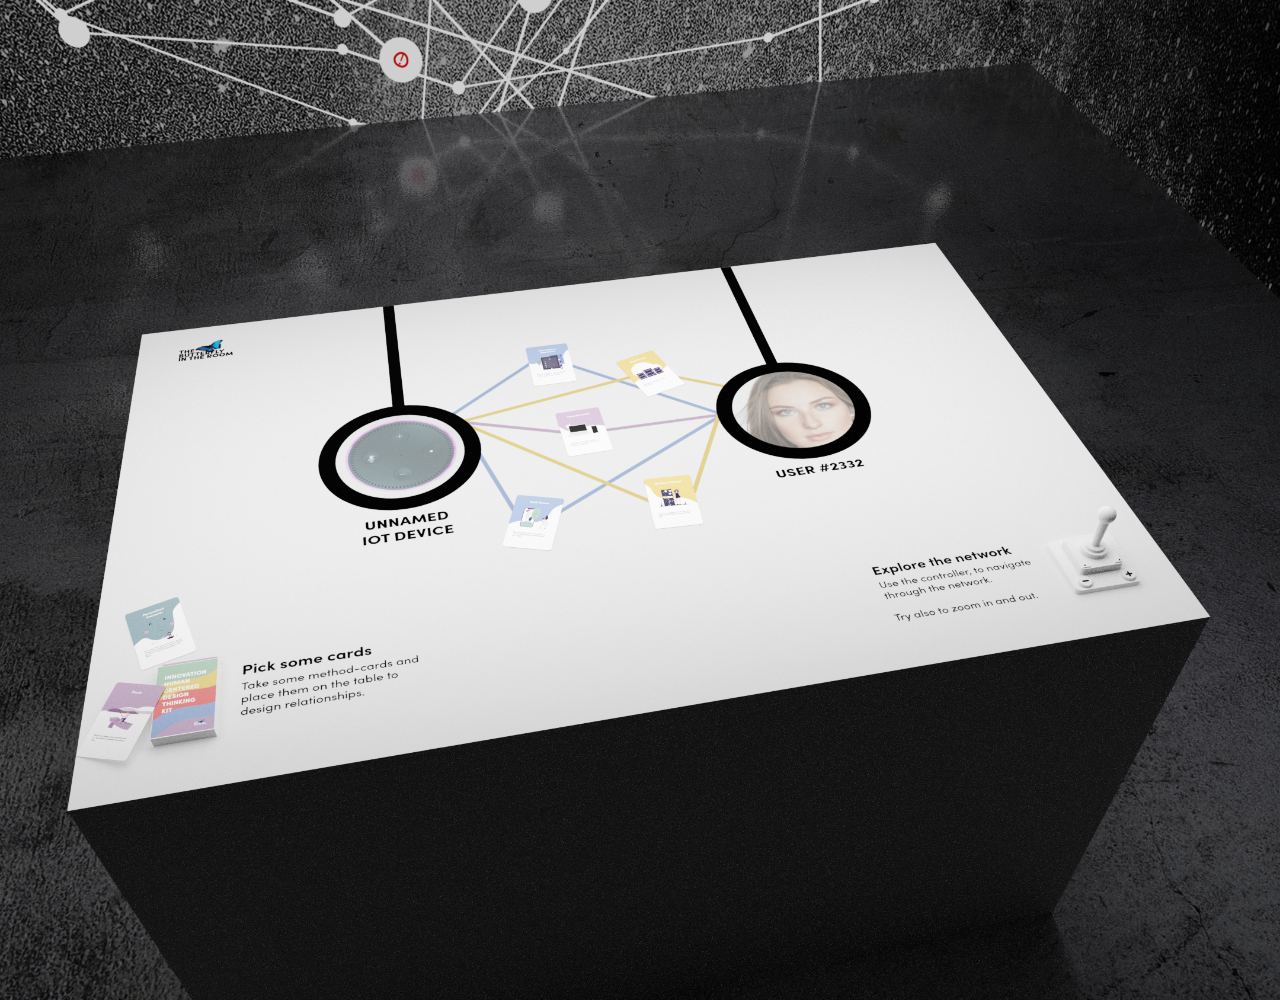 THE
BUTTERFLY
IN THE ROOM
UNNAMED
IOT DEVICE
USER #2332
Explore the network
Use the controller, to navigate
through the network.
Try also to zoom in and out.
Pick some cards
Take some method-cards and
place them on the table to
design relationships.
INNOVATION
HUMAN
CENTERED
DESIGN
THINKING
KIT